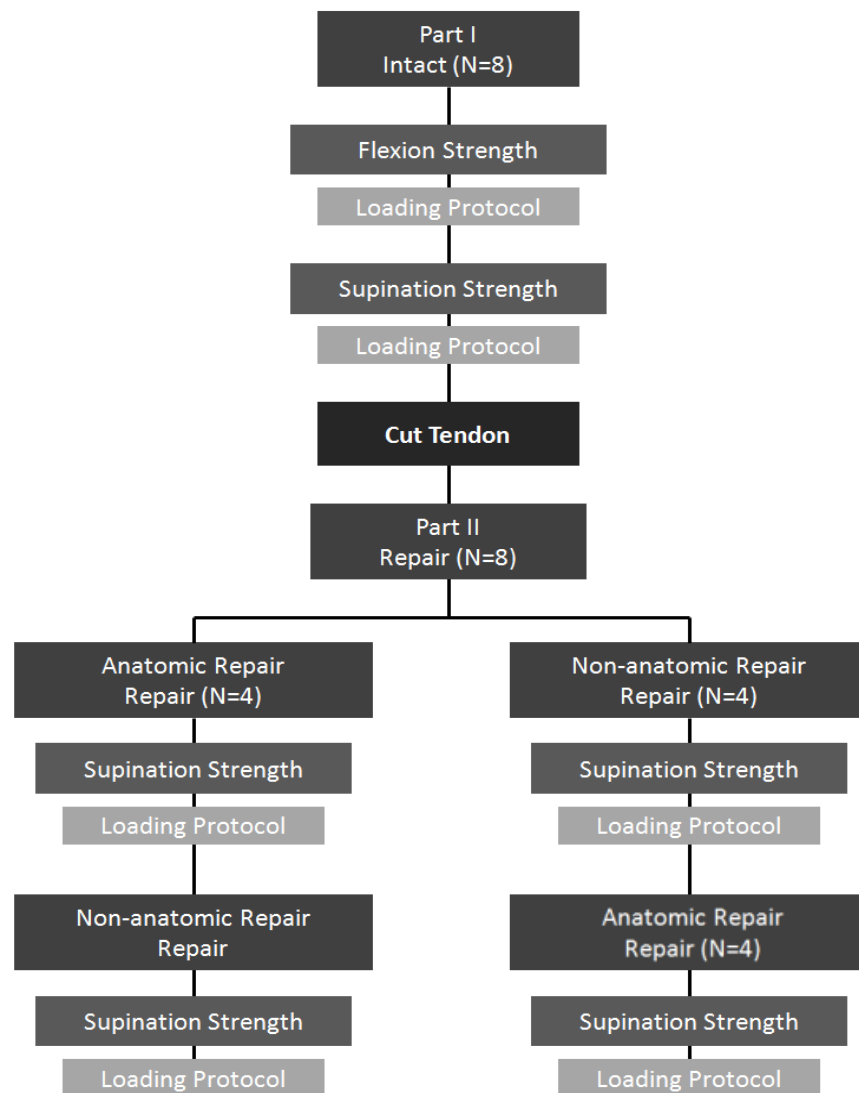 Part I
Intact (N=8)
Flexion Strength
Loading Protocol
Supination Strength
Loading Protocol
Cut Tendon
Part II
Repair (N=8)
Anatomic Repair
Repair (N=4)
Supination Strength
Loading Protocol
Non-anatomic Repair
Repair
Supination Strength
Loading Protocol
Non-anatomic Repair
Repair (N=4)
Supination Strength
Loading Protocol
Anatomic Repair
Repair (N=4)
Supination Strength
Loading Protocol